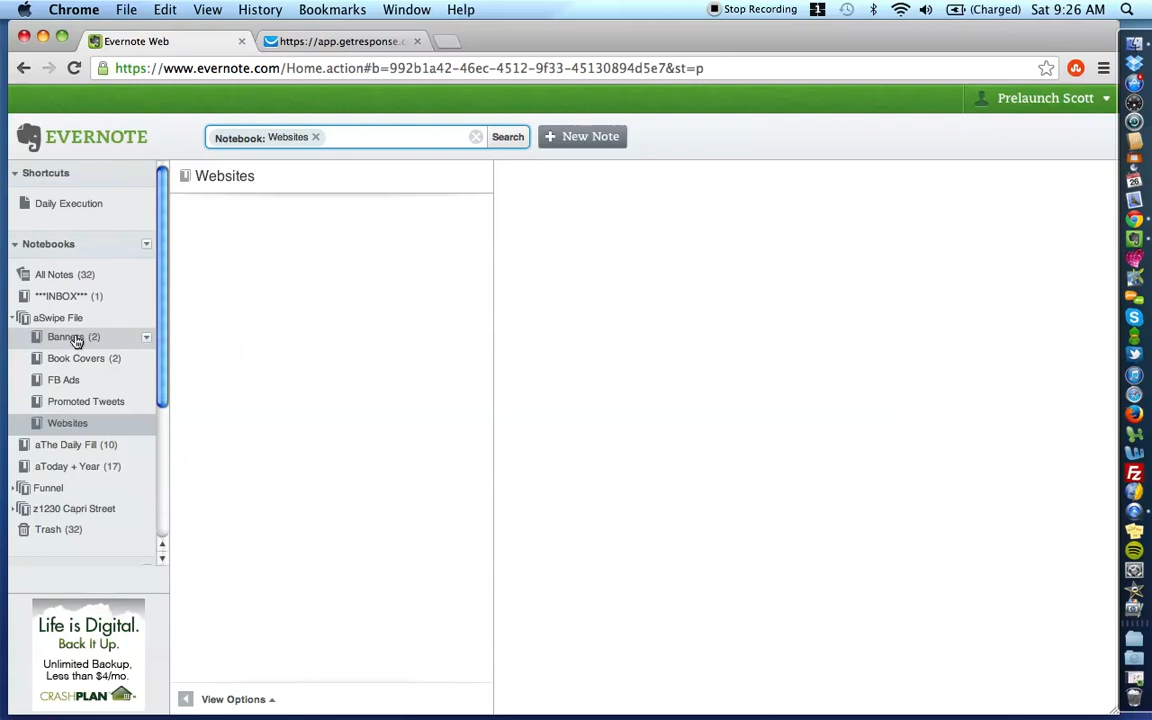 Chrome File Edit View History Bookmarks Window Help Stop Recording 1 (Charged) Sat 9:26 AM
Evernote Web × https://app.getresponse.c ×
https://www.evernote.com/Home.action#b=992b1a42-46ec-4512-9f33-45130894d5e7&st=p
Prelaunch Scott
EVERNOTE Notebook: Websites × Search + New Note
Shortcuts
Websites
Daily Execution
Notebooks
All Notes (32)
***INBOX*** (1)
aSwipe File
Banners (2)
Book Covers (2)
FB Ads
Promoted Tweets
Websites
aThe Daily Fill (10)
aToday + Year (17)
Funnel
z1230 Capri Street
Trash (32)
Life is Digital.
Back It Up.
Unlimited Backup,
Less than $4/mo.
CRASHPLAN
View Options